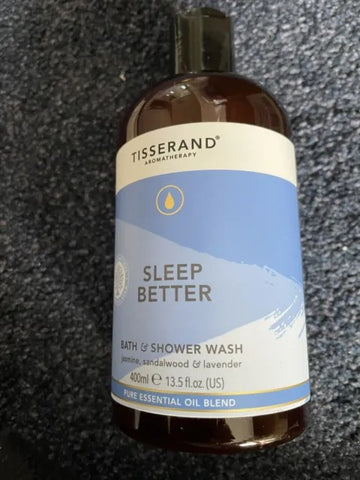 TISSERAND®
AROMATHERAPY
SLEEP
BETTER
BATH & SHOWER WASH
jasmine, sandalwood & lavender
400ml ℮ 13.5 fl.oz.(US)
PURE ESSENTIAL OIL BLEND